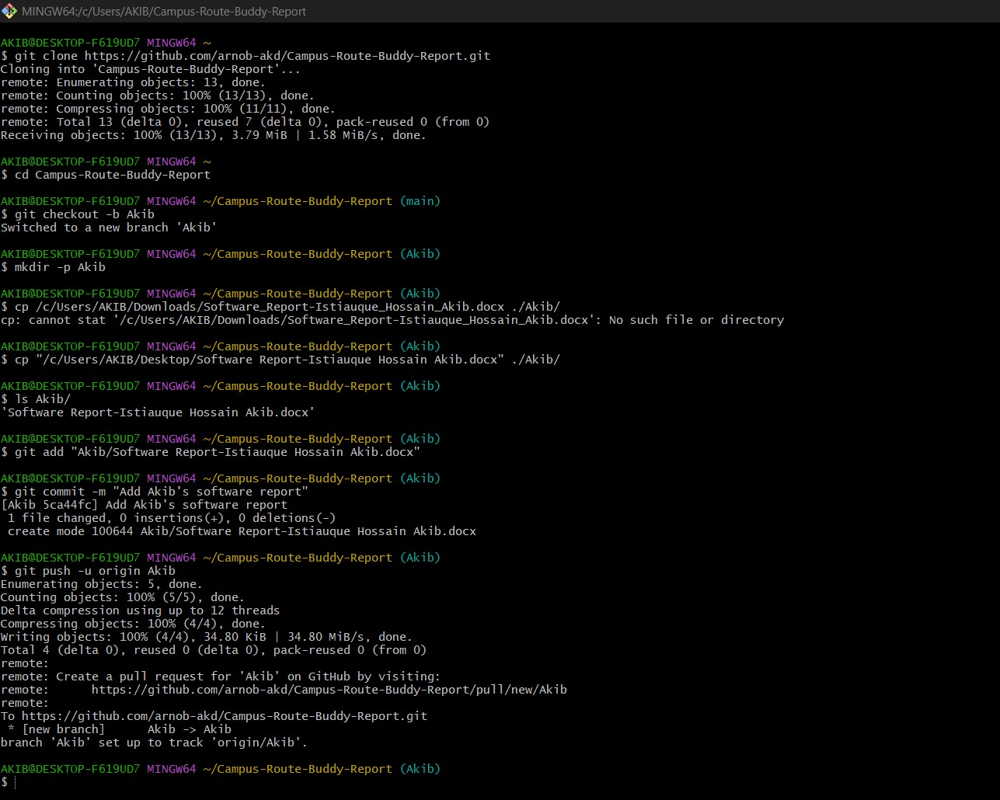 MINGW64:/c/Users/AKIB/Campus-Route-Buddy-Report
AKIB@DESKTOP-F619UD7 MINGW64 ~
$ git clone https://github.com/arnob-akd/Campus-Route-Buddy-Report.git
Cloning into 'Campus-Route-Buddy-Report'...
remote: Enumerating objects: 13, done.
remote: Counting objects: 100% (13/13), done.
remote: Compressing objects: 100% (11/11), done.
remote: Total 13 (delta 0), reused 7 (delta 0), pack-reused 0 (from 0)
Receiving objects: 100% (13/13), 3.79 MiB | 1.58 MiB/s, done.
AKIB@DESKTOP-F619UD7 MINGW64 ~
$ cd Campus-Route-Buddy-Report
AKIB@DESKTOP-F619UD7 MINGW64 ~/Campus-Route-Buddy-Report (main)
$ git checkout -b Akib
Switched to a new branch 'Akib'
AKIB@DESKTOP-F619UD7 MINGW64 ~/Campus-Route-Buddy-Report (Akib)
$ mkdir -p Akib
AKIB@DESKTOP-F619UD7 MINGW64 ~/Campus-Route-Buddy-Report (Akib)
$ cp /c/Users/AKIB/Downloads/Software_Report-Istiauque_Hossain_Akib.docx ./Akib/
cp: cannot stat '/c/Users/AKIB/Downloads/Software_Report-Istiauque_Hossain_Akib.docx': No such file or directory
AKIB@DESKTOP-F619UD7 MINGW64 ~/Campus-Route-Buddy-Report (Akib)
$ cp "/c/Users/AKIB/Desktop/Software Report-Istiauque Hossain Akib.docx" ./Akib/
AKIB@DESKTOP-F619UD7 MINGW64 ~/Campus-Route-Buddy-Report (Akib)
$ ls Akib/
'Software Report-Istiauque Hossain Akib.docx'
AKIB@DESKTOP-F619UD7 MINGW64 ~/Campus-Route-Buddy-Report (Akib)
$ git add "Akib/Software Report-Istiauque Hossain Akib.docx"
AKIB@DESKTOP-F619UD7 MINGW64 ~/Campus-Route-Buddy-Report (Akib)
$ git commit -m "Add Akib's software report"
[Akib 5ca44fc] Add Akib's software report
1 file changed, 0 insertions(+), 0 deletions(-)
create mode 100644 Akib/Software Report-Istiauque Hossain Akib.docx
AKIB@DESKTOP-F619UD7 MINGW64 ~/Campus-Route-Buddy-Report (Akib)
$ git push -u origin Akib
Enumerating objects: 5, done.
Counting objects: 100% (5/5), done.
Delta compression using up to 12 threads
Compressing objects: 100% (4/4), done.
Writing objects: 100% (4/4), 34.80 KiB | 34.80 MiB/s, done.
Total 4 (delta 0), reused 0 (delta 0), pack-reused 0 (from 0)
remote:
remote: Create a pull request for 'Akib' on GitHub by visiting:
remote:      https://github.com/arnob-akd/Campus-Route-Buddy-Report/pull/new/Akib
remote:
To https://github.com/arnob-akd/Campus-Route-Buddy-Report.git
* [new branch]      Akib -> Akib
branch 'Akib' set up to track 'origin/Akib'.
AKIB@DESKTOP-F619UD7 MINGW64 ~/Campus-Route-Buddy-Report (Akib)
$